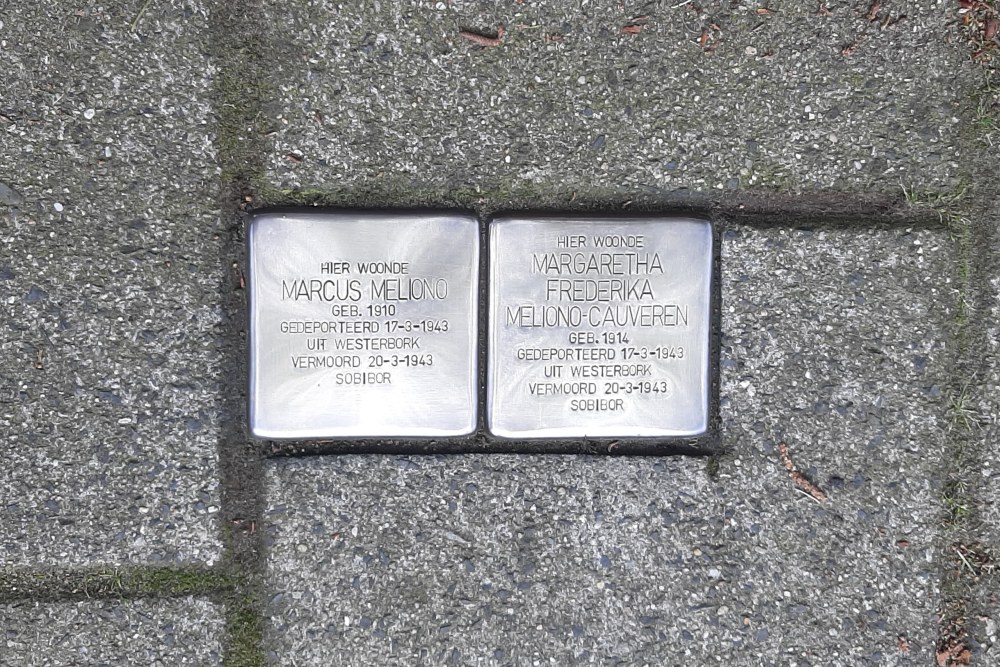 HIER WOONDE
MARCUS MELIONO
GEB. 1910
GEDEPORTEERD 17-3-1943
UIT WESTERBORK
VERMOORD 20-3-1943
SOBIBOR
HIER WOONDE
MARGARETHA
FREDERIKA
MELIONO-CAUVEREN
GEB. 1914
GEDEPORTEERD 17-3-1943
UIT WESTERBORK
VERMOORD 20-3-1943
SOBIBOR